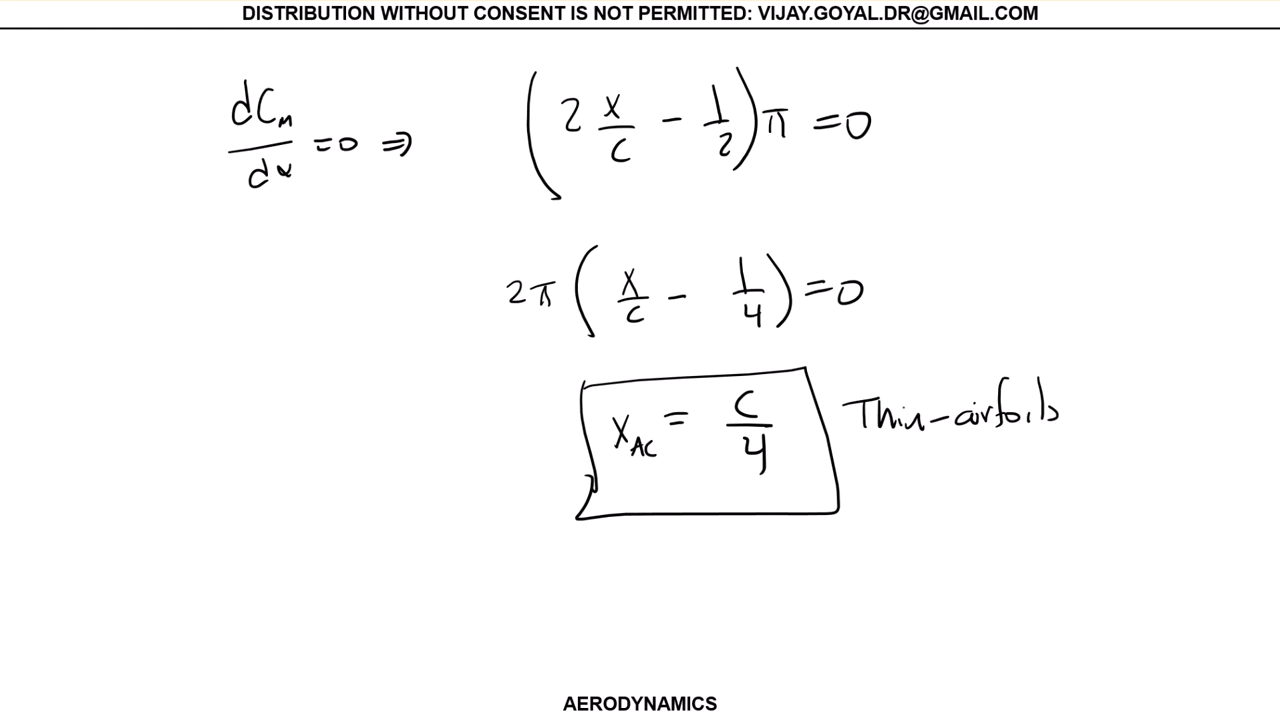 DISTRIBUTION WITHOUT CONSENT IS NOT PERMITTED: VIJAY.GOYAL.DR@GMAIL.COM
dCₘ/dα = 0 ⇒ (2 x/c − 1/2)π = 0
2π (x/c − 1/4) = 0
x_AC = c/4 Thin-airfoils
AERODYNAMICS